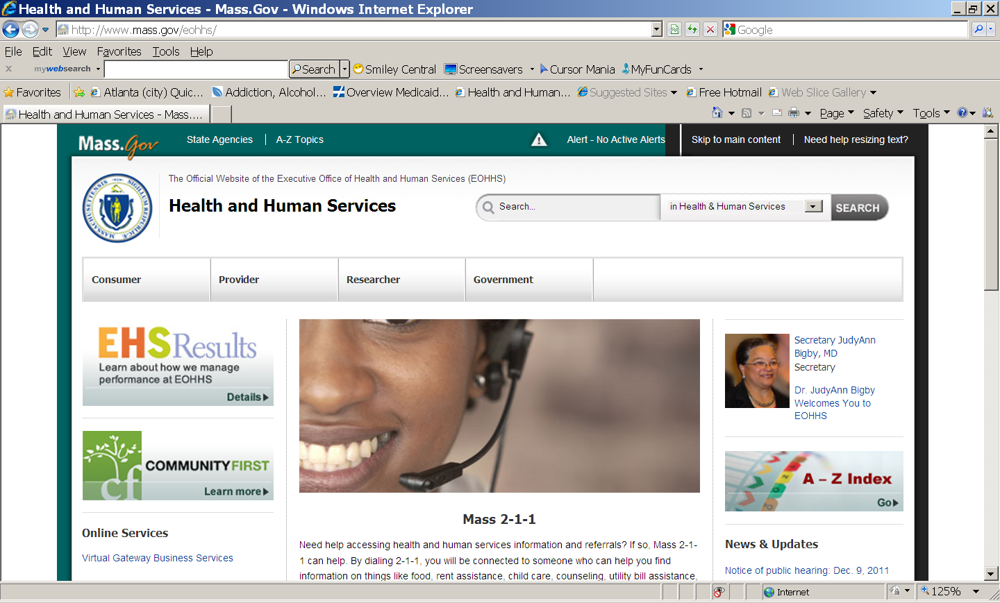 Health and Human Services - Mass.Gov - Windows Internet Explorer
http://www.mass.gov/eohhs/
Google
File Edit View Favorites Tools Help
x mywebsearch Search Smiley Central Screensavers Cursor Mania MyFunCards
Favorites Atlanta (city) Quic... Addiction, Alcohol... Overview Medicaid... Health and Human... Suggested Sites Free Hotmail Web Slice Gallery
Health and Human Services - Mass.... Page Safety Tools
Mass.Gov State Agencies A-Z Topics Alert - No Active Alerts Skip to main content Need help resizing text?
The Official Website of the Executive Office of Health and Human Services (EOHHS)
Health and Human Services
Search... in Health & Human Services SEARCH
Consumer Provider Researcher Government
EHSResults
Learn about how we manage
performance at EOHHS
Details
cf
COMMUNITYFIRST
Learn more
Online Services
Virtual Gateway Business Services
Mass 2-1-1
Need help accessing health and human services information and referrals? If so, Mass 2-1-
1 can help. By dialing 2-1-1, you will be connected to someone who can help you find
information on things like food, rent assistance, child care, counseling, utility bill assistance,
Secretary JudyAnn
Bigby, MD
Secretary
Dr. JudyAnn Bigby
Welcomes You to
EOHHS
A – Z Index
Go
News & Updates
Notice of public hearing: Dec. 9, 2011
Internet
125%